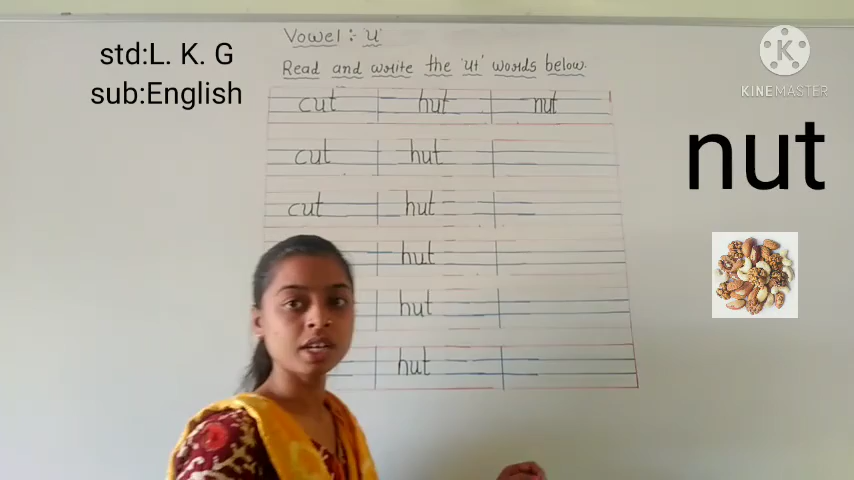 std:L. K. G
sub:English
Vowel :- u
Read and write the 'ut' words below.
cut hut nut
cut hut
cut hut
hut
hut
hut
KINEMASTER
nut